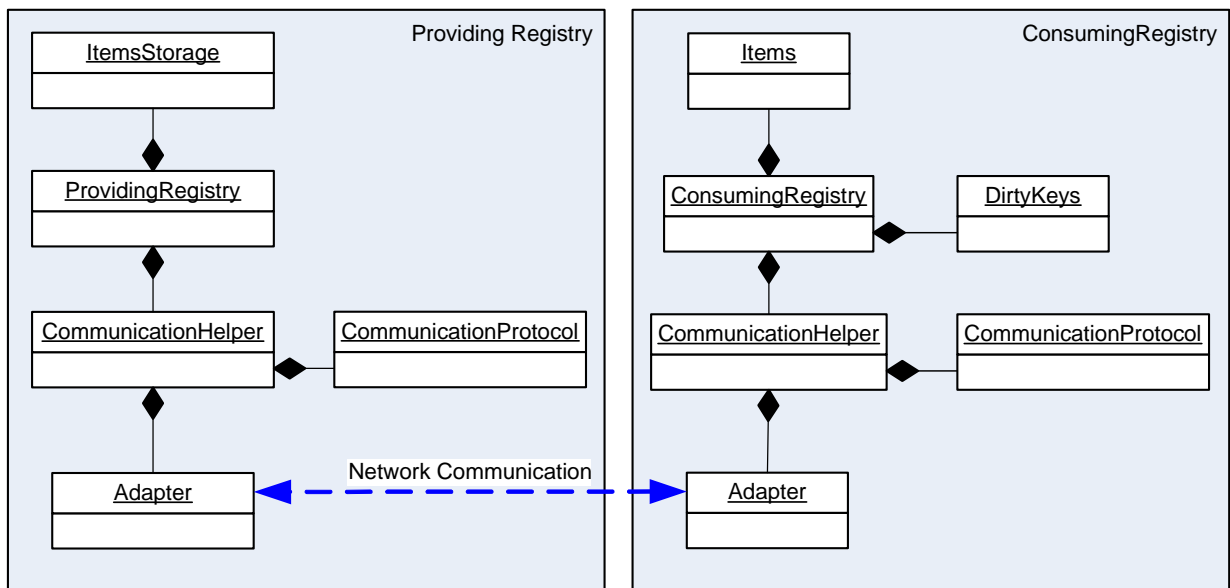 Providing Registry
ItemsStorage
ProvidingRegistry
CommunicationHelper
CommunicationProtocol
Adapter
Network Communication
ConsumingRegistry
Items
ConsumingRegistry
DirtyKeys
CommunicationHelper
CommunicationProtocol
Adapter